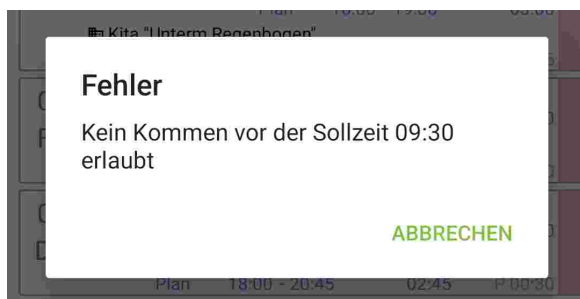 Kita "Unterm Regenbogen"
Fehler
Kein Kommen vor der Sollzeit 09:30
erlaubt
ABBRECHEN
Plan 18:00 - 20:45 02:45 P 00:30